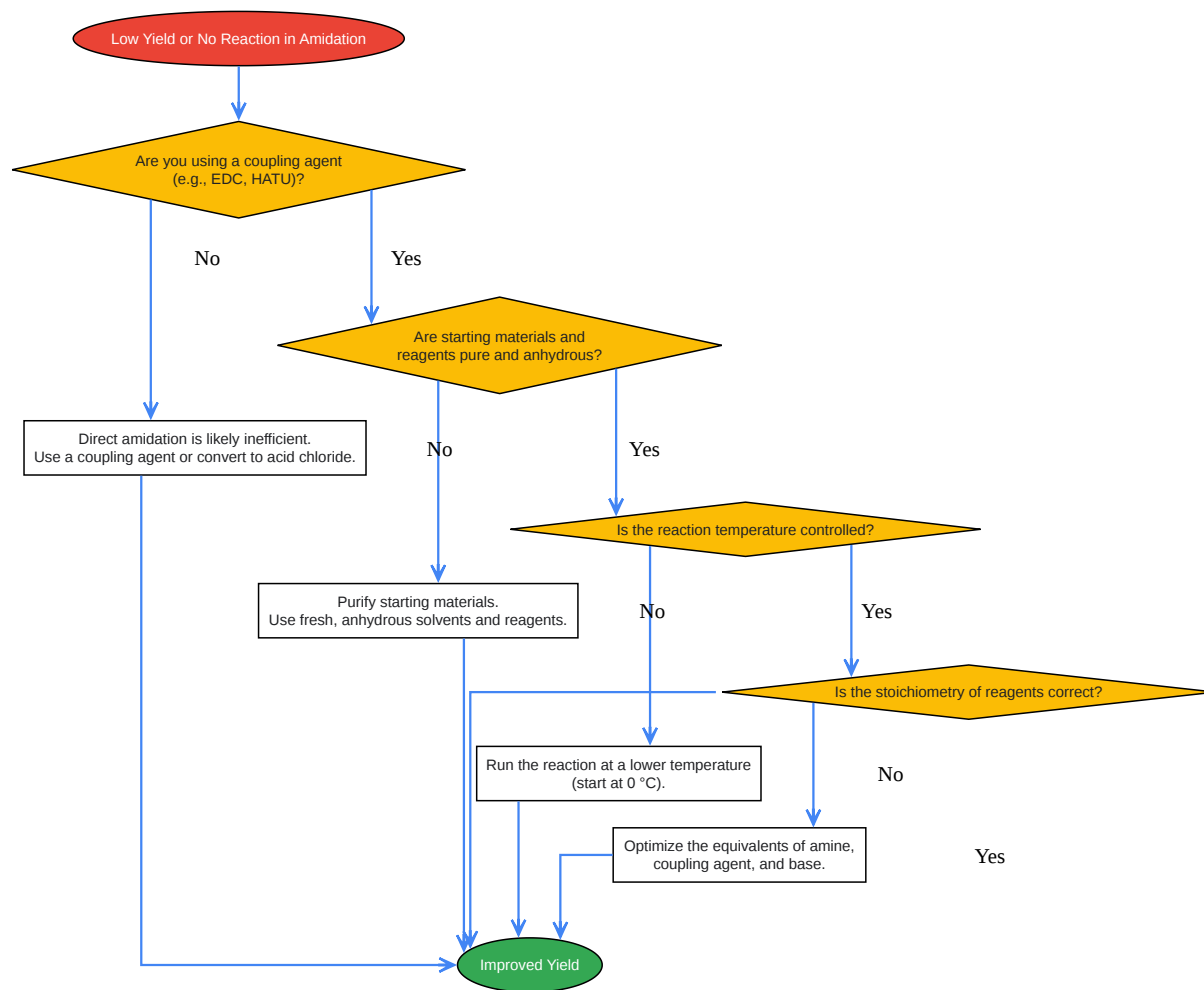 Low Yield or No Reaction in Amidation
Are you using a coupling agent
(e.g., EDC, HATU)?
No
Yes
Are starting materials and
reagents pure and anhydrous?
Direct amidation is likely inefficient.
Use a coupling agent or convert to acid chloride.
No
Yes
Is the reaction temperature controlled?
Purify starting materials.
Use fresh, anhydrous solvents and reagents.
No
Yes
Is the stoichiometry of reagents correct?
Run the reaction at a lower temperature
(start at 0 °C).
No
Optimize the equivalents of amine,
coupling agent, and base.
Yes
Improved Yield